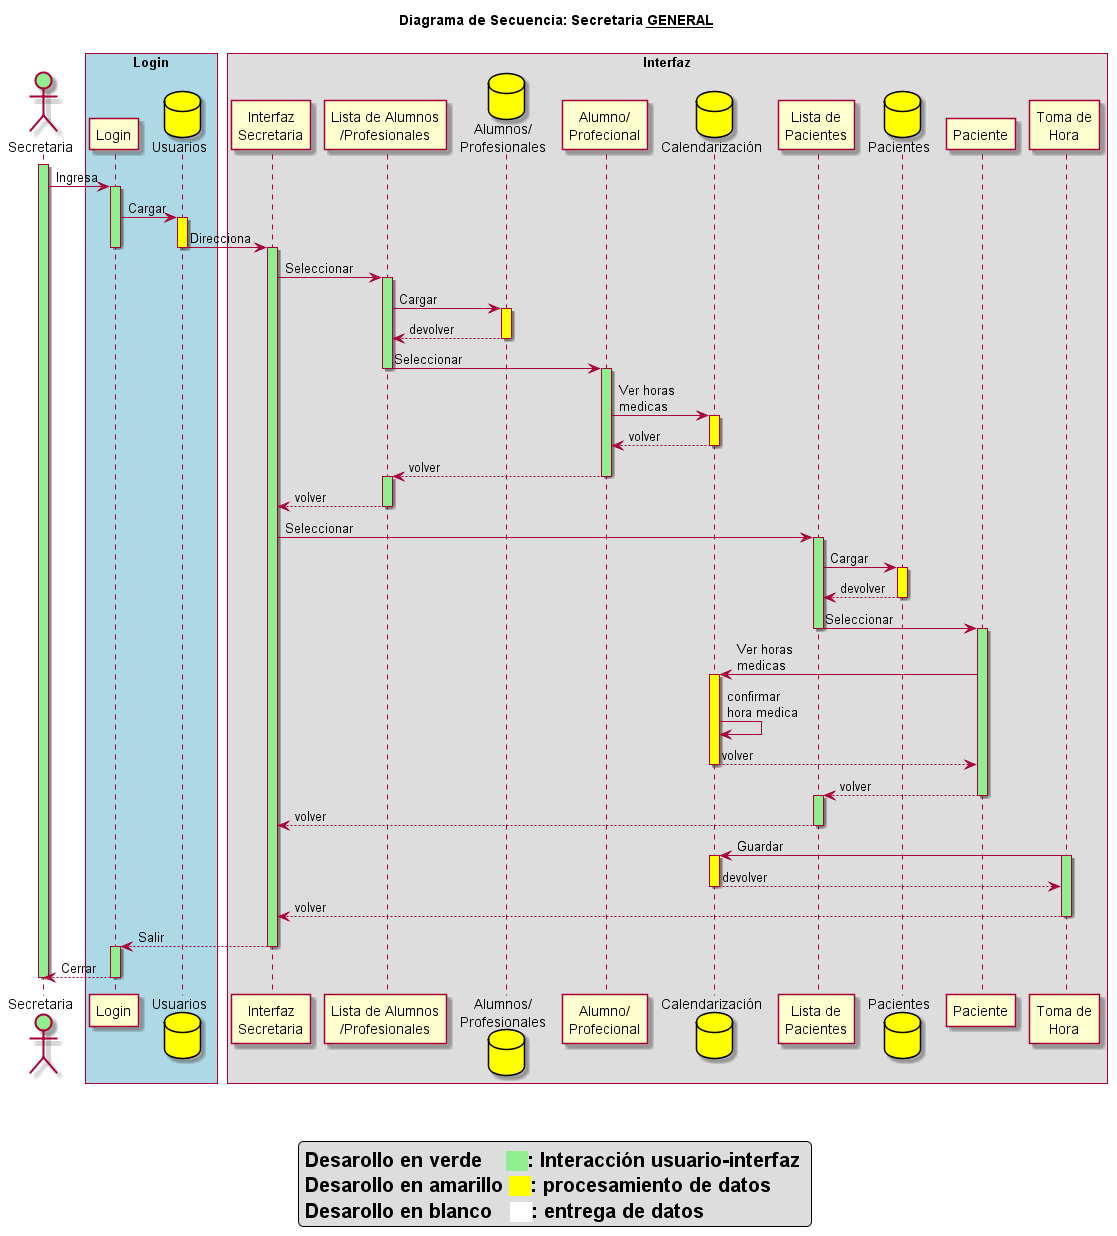 Diagrama de Secuencia: Secretaria GENERAL
Login
Interfaz
Secretaria
Login
Usuarios
Interfaz
Secretaria
Lista de Alumnos
/Profesionales
Alumnos/
Profesionales
Alumno/
Profecional
Calendarización
Lista de
Pacientes
Pacientes
Paciente
Toma de
Hora
Ingresa
Cargar
Direcciona
Seleccionar
Cargar
devolver
Seleccionar
Ver horas
medicas
volver
volver
volver
Seleccionar
Cargar
devolver
Seleccionar
Ver horas
medicas
confirmar
hora medica
volver
volver
volver
Guardar
devolver
volver
Salir
Cerrar
Secretaria
Login
Usuarios
Interfaz
Secretaria
Lista de Alumnos
/Profesionales
Alumnos/
Profesionales
Alumno/
Profecional
Calendarización
Lista de
Pacientes
Pacientes
Paciente
Toma de
Hora
Desarollo en verde : Interacción usuario-interfaz
Desarollo en amarillo : procesamiento de datos
Desarollo en blanco : entrega de datos